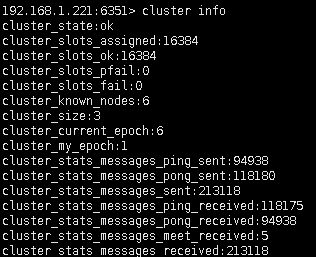 192.168.1.221:6351> cluster info
cluster_state:ok
cluster_slots_assigned:16384
cluster_slots_ok:16384
cluster_slots_pfail:0
cluster_slots_fail:0
cluster_known_nodes:6
cluster_size:3
cluster_current_epoch:6
cluster_my_epoch:1
cluster_stats_messages_ping_sent:94938
cluster_stats_messages_pong_sent:118180
cluster_stats_messages_sent:213118
cluster_stats_messages_ping_received:118175
cluster_stats_messages_pong_received:94938
cluster_stats_messages_meet_received:5
cluster_stats_messages_received:213118